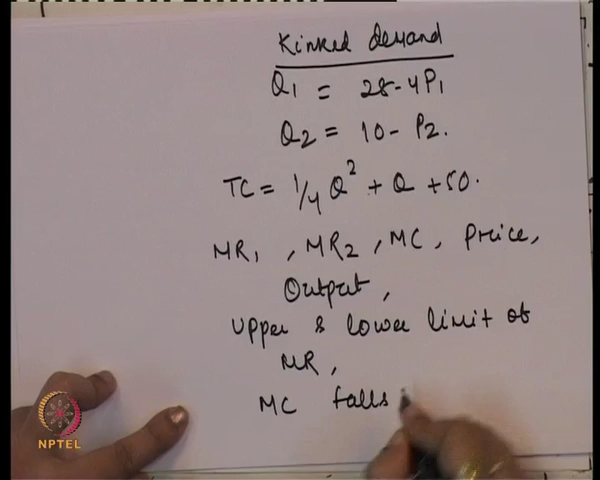 Kinked demand
Q1 = 28-4P1
Q2 = 10- P2.
TC = 1/4 Q² + Q + 50.
MR1 , MR2 , MC, Price,
Output ,
Upper & lower limit of
MR ,
MC falls
NPTEL